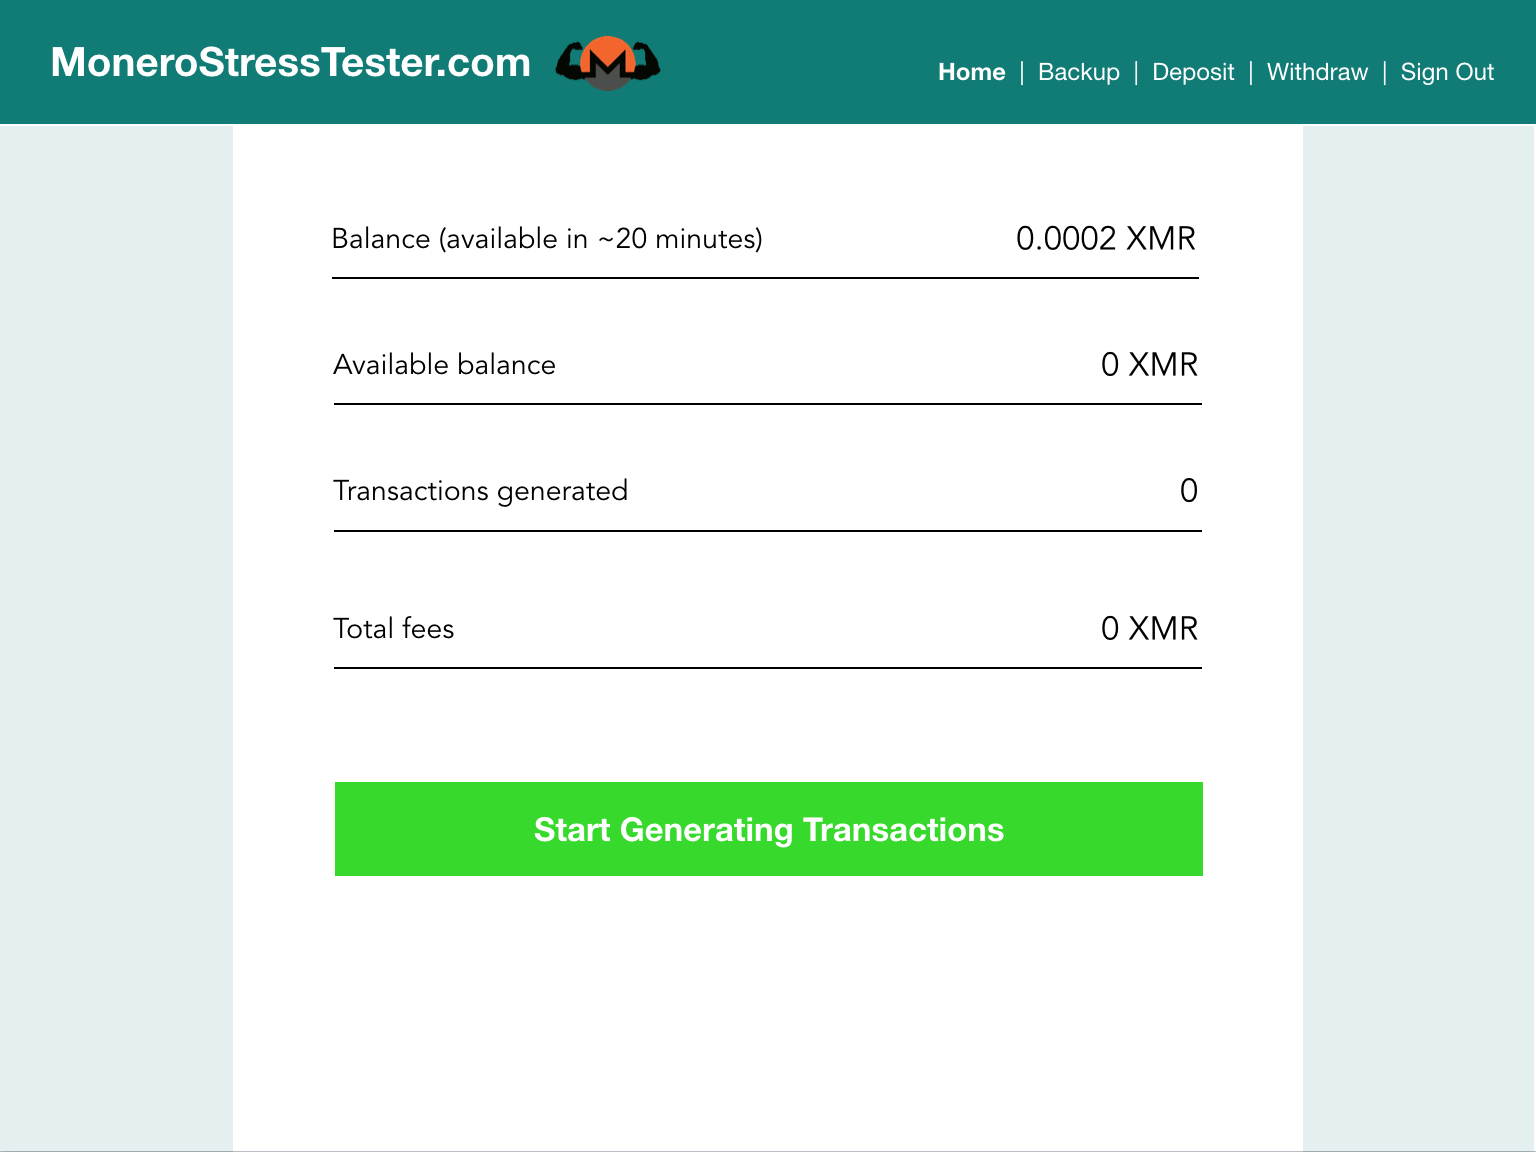 MoneroStressTester.com
Home | Backup | Deposit | Withdraw | Sign Out
Balance (available in ~20 minutes) 0.0002 XMR
Available balance 0 XMR
Transactions generated 0
Total fees 0 XMR
Start Generating Transactions